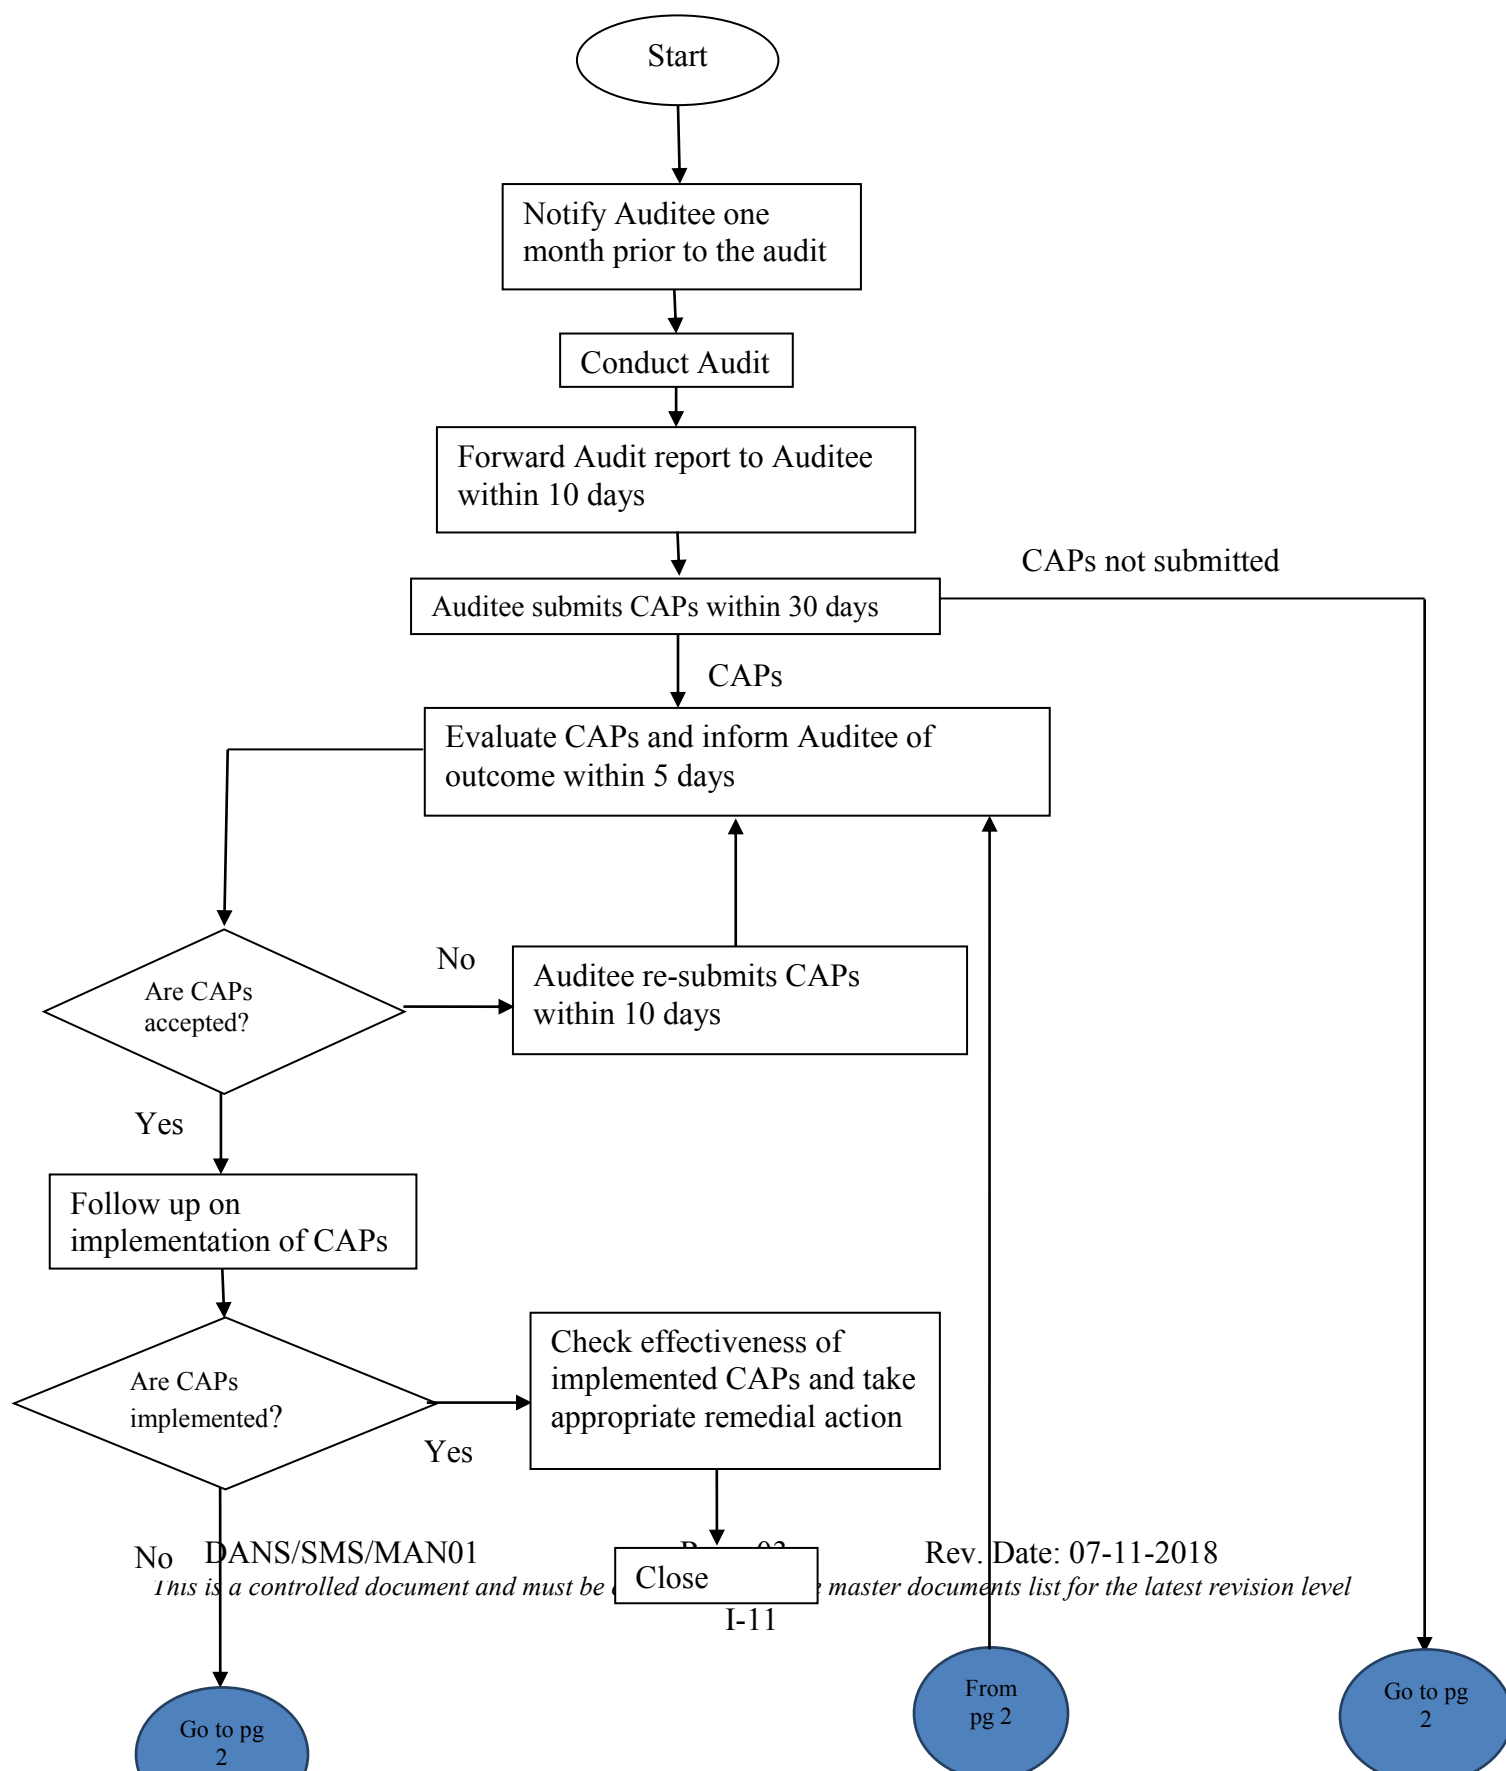 Start
Notify Auditee one
month prior to the audit
Conduct Audit
Forward Audit report to Auditee
within 10 days
CAPs not submitted
Auditee submits CAPs within 30 days
CAPs
Evaluate CAPs and inform Auditee of
outcome within 5 days
No
Auditee re-submits CAPs
within 10 days
Are CAPs
accepted?
Yes
Follow up on
implementation of CAPs
Check effectiveness of
implemented CAPs and take
appropriate remedial action
Are CAPs
implemented?
Yes
No
DANS/SMS/MAN01 Rev. Date: 07-11-2018
This is a controlled document and must be master documents list for the latest revision level
Close
I-11
From
pg 2
Go to pg
2
Go to pg
2